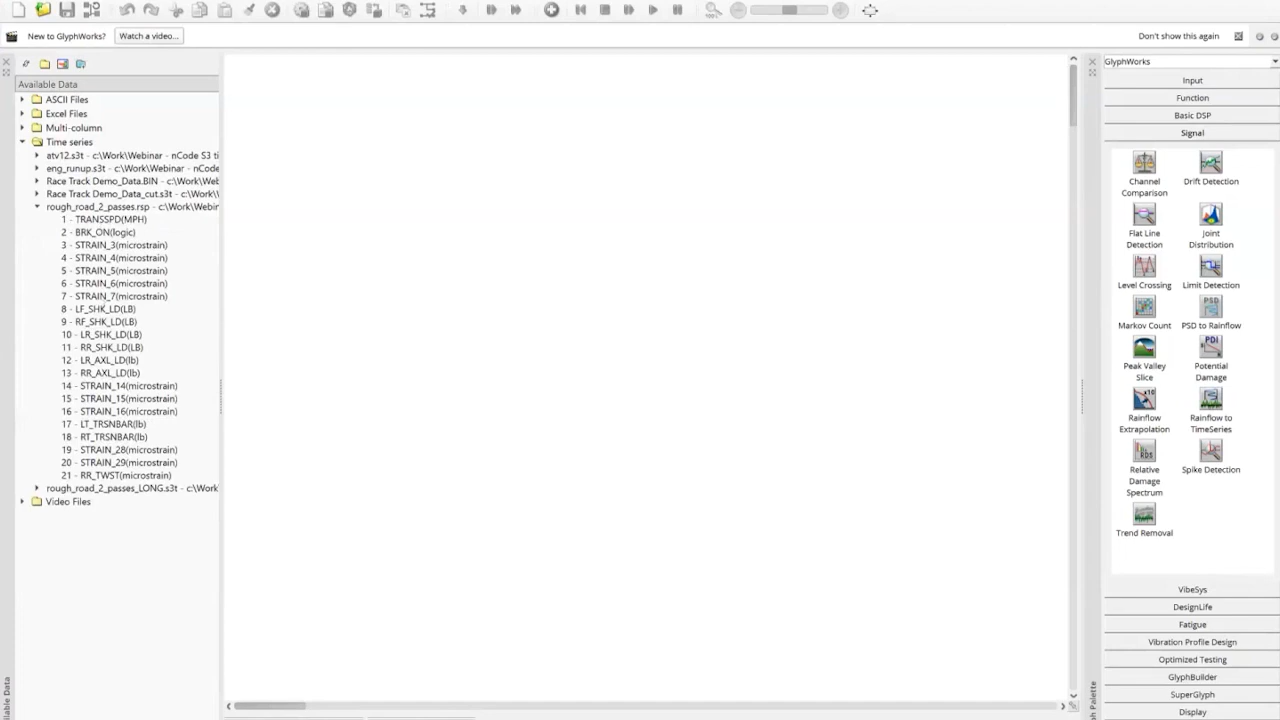 New to GlyphWorks?
Watch a video...
Don't show this again
GlyphWorks
Available Data
ASCII Files
Excel Files
Multi-column
Time series
atv12.s3t - c:\Work\Webinar - nCode S3 ti
eng_runup.s3t - c:\Work\Webinar - nCode
Race Track Demo_Data.BIN - c:\Work\Web
Race Track Demo_Data_cut.s3t - c:\Work\
rough_road_2_passes.rsp - c:\Work\Webin
1 - TRANSSPD(MPH)
2 - BRK_ON(logic)
3 - STRAIN_3(microstrain)
4 - STRAIN_4(microstrain)
5 - STRAIN_5(microstrain)
6 - STRAIN_6(microstrain)
7 - STRAIN_7(microstrain)
8 - LF_SHK_LD(LB)
9 - RF_SHK_LD(LB)
10 - LR_SHK_LD(LB)
11 - RR_SHK_LD(LB)
12 - LR_AXL_LD(lb)
13 - RR_AXL_LD(lb)
14 - STRAIN_14(microstrain)
15 - STRAIN_15(microstrain)
16 - STRAIN_16(microstrain)
17 - LT_TRSNBAR(lb)
18 - RT_TRSNBAR(lb)
19 - STRAIN_28(microstrain)
20 - STRAIN_29(microstrain)
21 - RR_TWST(microstrain)
rough_road_2_passes_LONG.s3t - c:\Work
Video Files
ilable Data
Input
Function
Basic DSP
Signal
Channel
Comparison
Drift Detection
Flat Line
Detection
Joint
Distribution
Level Crossing
Limit Detection
Markov Count
PSD to Rainflow
Peak Valley
Slice
Potential
Damage
Rainflow
Extrapolation
Rainflow to
TimeSeries
Relative
Damage
Spectrum
Spike Detection
Trend Removal
VibeSys
DesignLife
Fatigue
Vibration Profile Design
Optimized Testing
GlyphBuilder
SuperGlyph
Display
h Palette